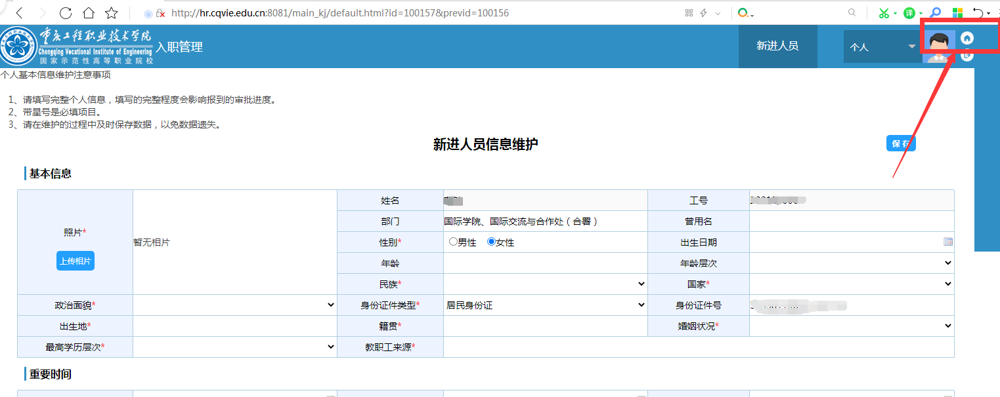 http://hr.cqvie.edu.cn:8081/main_kj/default.html?id=100157&previd=100156
译
重庆工程职业技术学院
Chongqing Vocational Institute of Engineering
国家示范性高等职业院校
入职管理
新进人员
个人
个人基本信息维护注意事项
1、请填写完整个人信息，填写的完整程度会影响报到的审批进度。
2、带星号是必填项目。
3、请在维护的过程中及时保存数据，以免数据遗失。
新进人员信息维护
保存
基本信息
照片*
上传相片
暂无相片
姓名
工号
部门
国际学院、国际交流与合作处（合署）
曾用名
性别*
男性 女性
出生日期
年龄
年龄层次
民族*
国家*
政治面貌*
身份证件类型*
居民身份证
身份证件号
出生地*
籍贯*
婚姻状况*
最高学历层次*
教职工来源*
重要时间